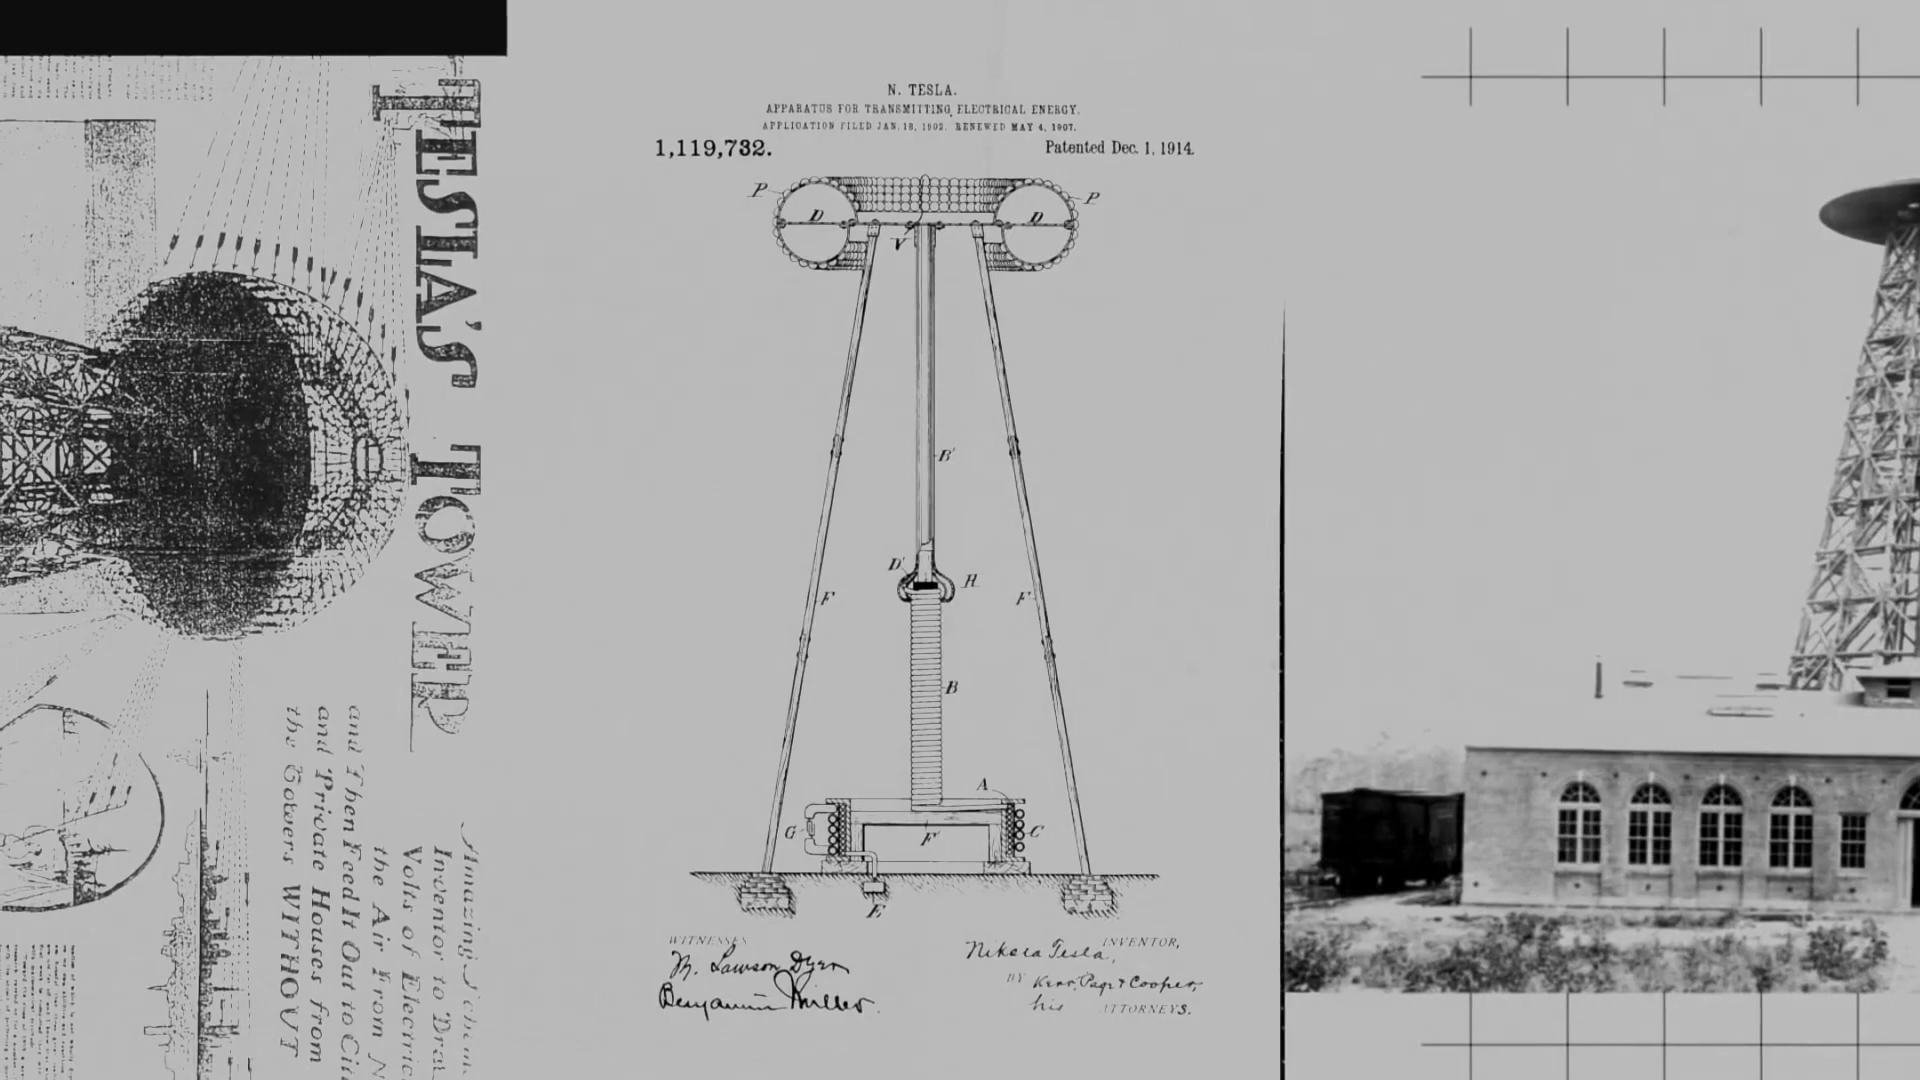 TESLA'S TOWER
Amazing Schem
Inventor to Dra
Volts of Electric
the Air From N
and Then Feed It Out to Ci
and Private Houses from
the Towers WITHOUT
N. TESLA.
APPARATUS FOR TRANSMITTING ELECTRICAL ENERGY.
APPLICATION FILED JAN. 18, 1902. RENEWED MAY 4, 1907.
1,119,732.
Patented Dec. 1, 1914.
P P
D D
V
B'
D' H
F F
B
A
G F' C
E
WITNESSES
M. Lawson Dyer
Benjamin Miller.
Nikola Tesla, INVENTOR,
BY Kerr, Page & Cooper,
his ATTORNEYS.